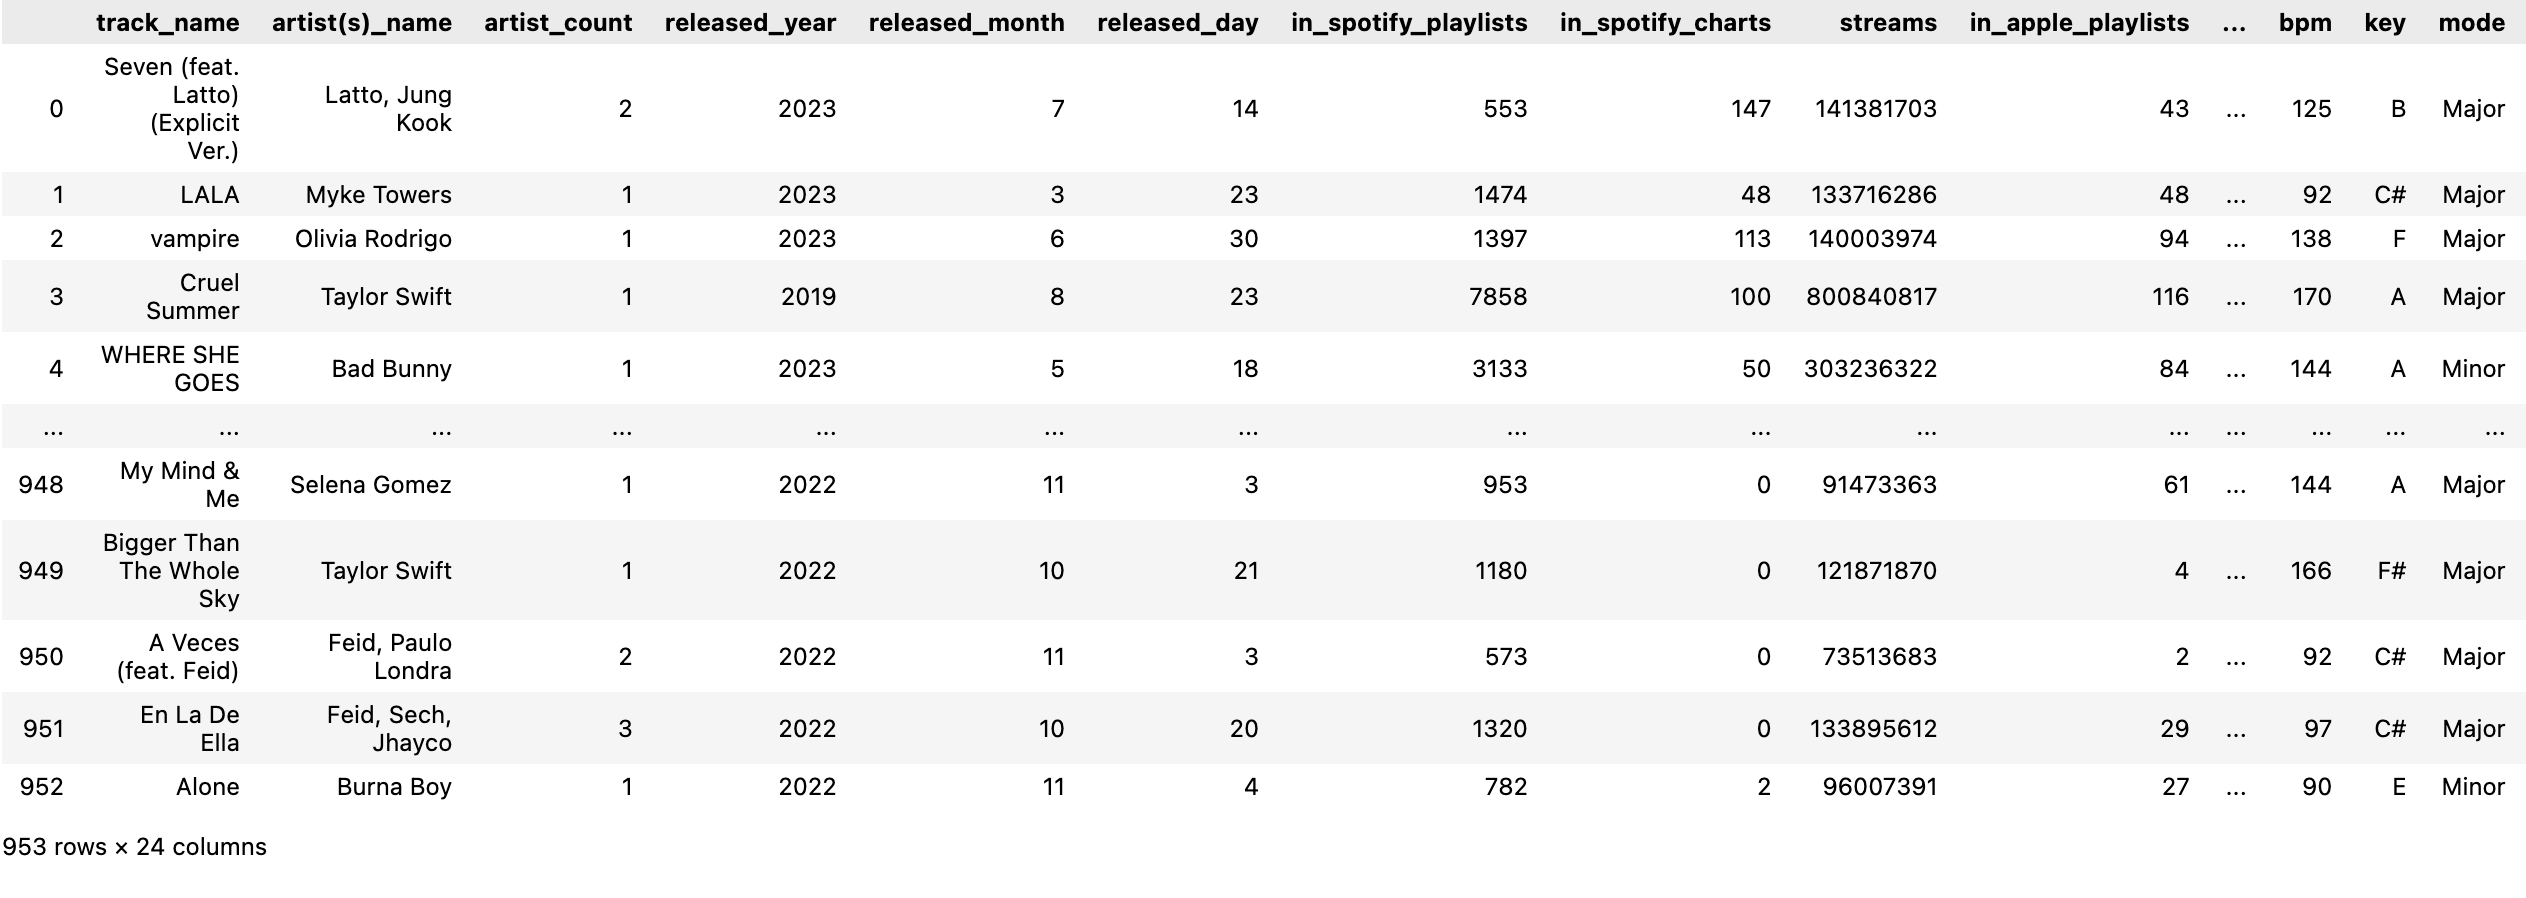 track_name artist(s)_name artist_count released_year released_month released_day in_spotify_playlists in_spotify_charts streams in_apple_playlists ... bpm key mode
0 Seven (feat. Latto) (Explicit Ver.) Latto, Jung Kook 2 2023 7 14 553 147 141381703 43 ... 125 B Major
1 LALA Myke Towers 1 2023 3 23 1474 48 133716286 48 ... 92 C# Major
2 vampire Olivia Rodrigo 1 2023 6 30 1397 113 140003974 94 ... 138 F Major
3 Cruel Summer Taylor Swift 1 2019 8 23 7858 100 800840817 116 ... 170 A Major
4 WHERE SHE GOES Bad Bunny 1 2023 5 18 3133 50 303236322 84 ... 144 A Minor
... ... ... ... ... ... ... ... ... ... ... ... ... ... ...
948 My Mind & Me Selena Gomez 1 2022 11 3 953 0 91473363 61 ... 144 A Major
949 Bigger Than The Whole Sky Taylor Swift 1 2022 10 21 1180 0 121871870 4 ... 166 F# Major
950 A Veces (feat. Feid) Feid, Paulo Londra 2 2022 11 3 573 0 73513683 2 ... 92 C# Major
951 En La De Ella Feid, Sech, Jhayco 3 2022 10 20 1320 0 133895612 29 ... 97 C# Major
952 Alone Burna Boy 1 2022 11 4 782 2 96007391 27 ... 90 E Minor
953 rows × 24 columns